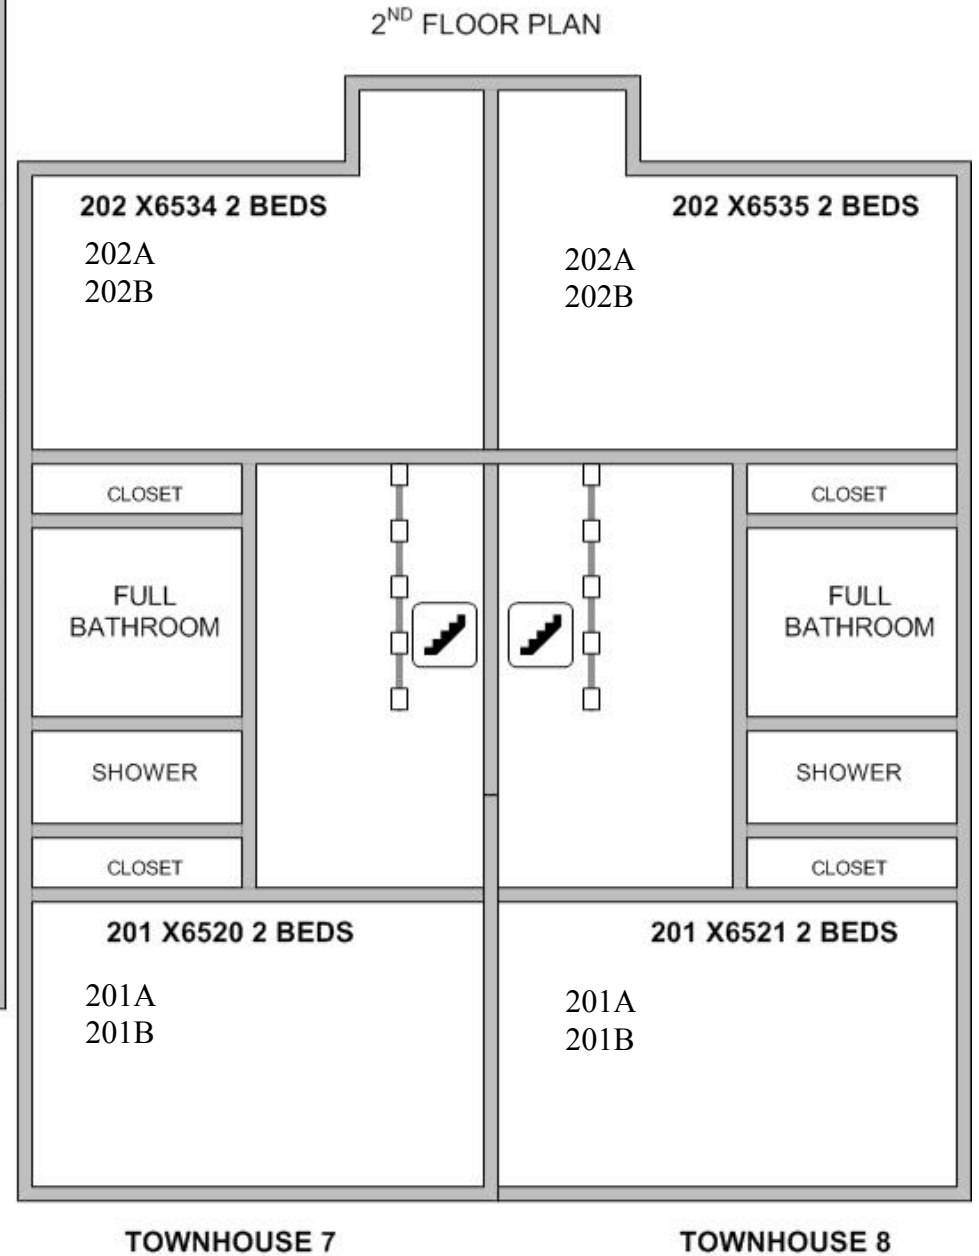 2ND FLOOR PLAN
202 X6534 2 BEDS
202A
202B
202 X6535 2 BEDS
202A
202B
CLOSET
CLOSET
FULL
BATHROOM
FULL
BATHROOM
SHOWER
SHOWER
CLOSET
CLOSET
201 X6520 2 BEDS
201A
201B
201 X6521 2 BEDS
201A
201B
TOWNHOUSE 7
TOWNHOUSE 8